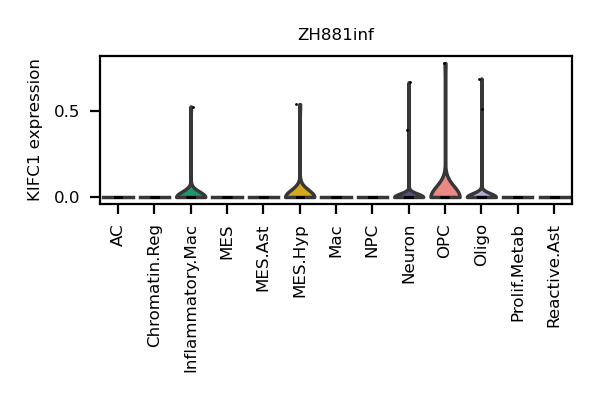 ZH881inf
KIFC1 expression
0.5
0.0
AC
Chromatin.Reg
Inflammatory.Mac
MES
MES.Ast
MES.Hyp
Mac
NPC
Neuron
OPC
Oligo
Prolif.Metab
Reactive.Ast